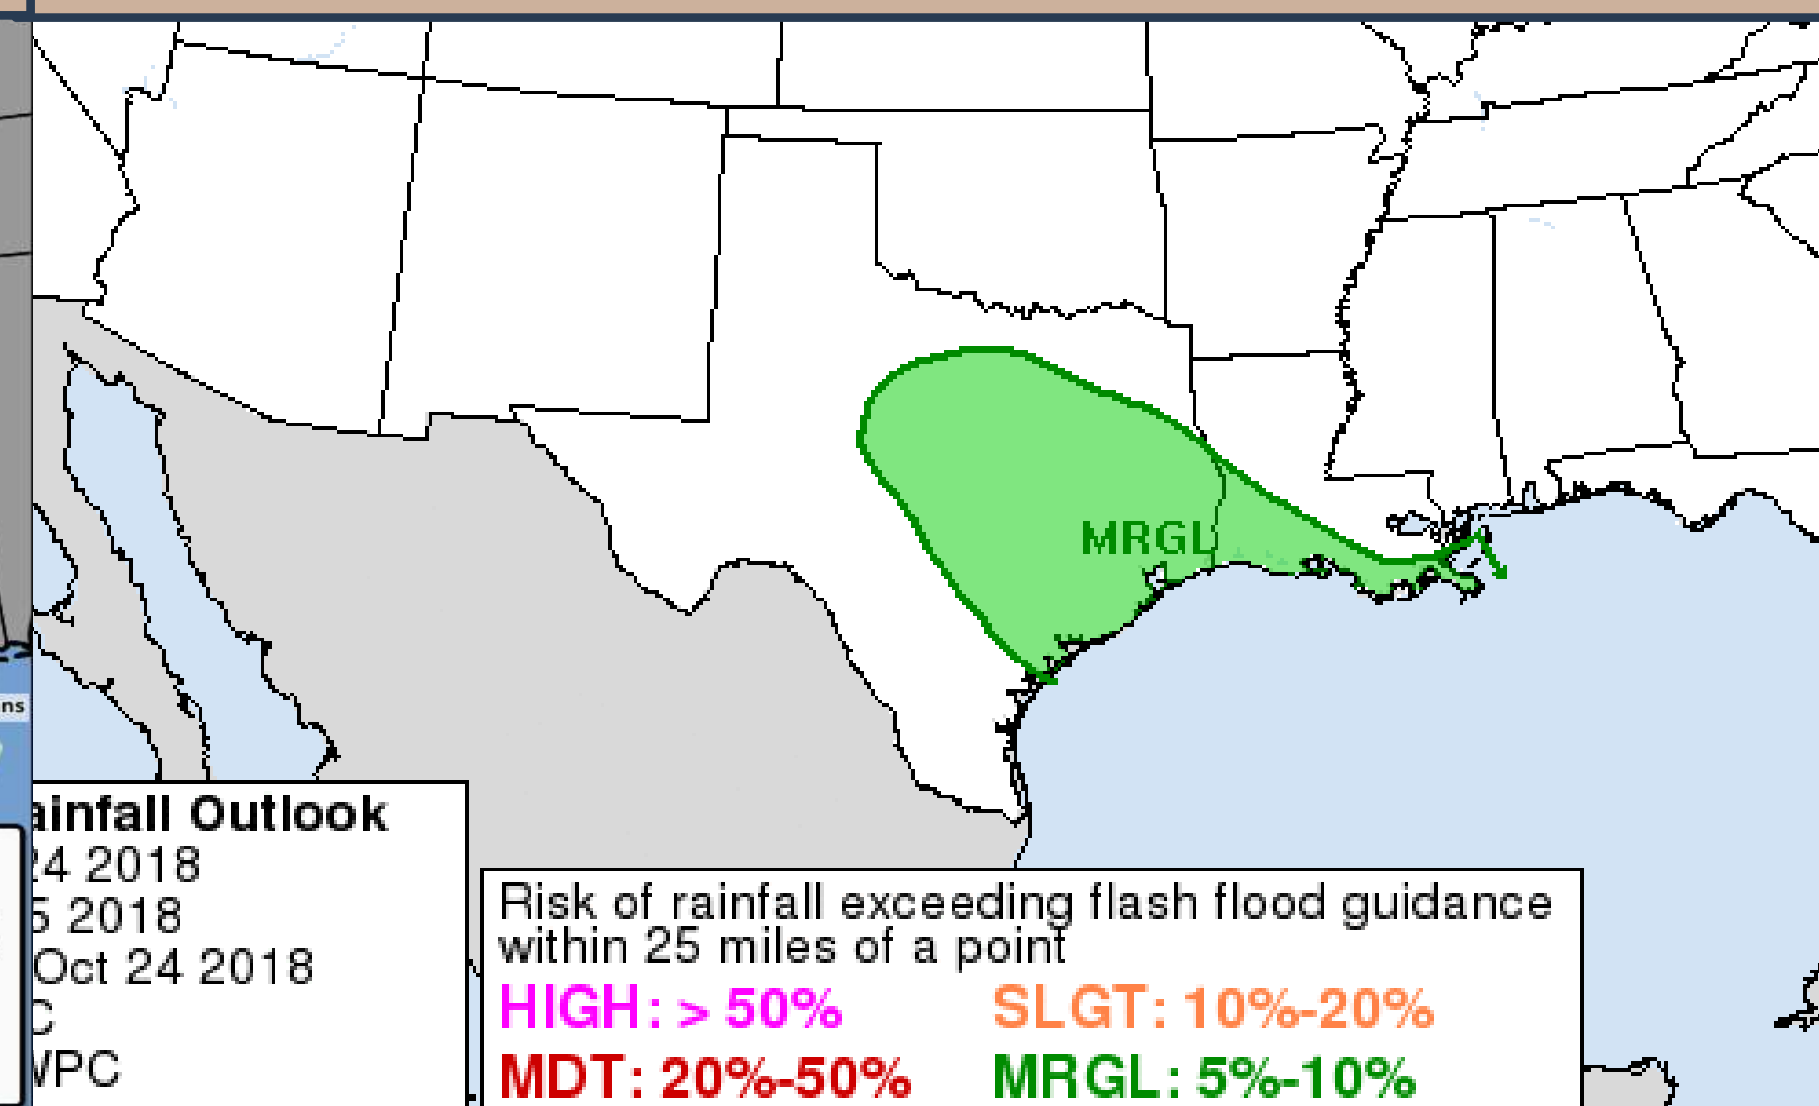 MRGL
ns
ainfall Outlook
24 2018
5 2018
Oct 24 2018
C
WPC
Risk of rainfall exceeding flash flood guidance
within 25 miles of a point
HIGH: > 50%
SLGT: 10%-20%
MDT: 20%-50%
MRGL: 5%-10%